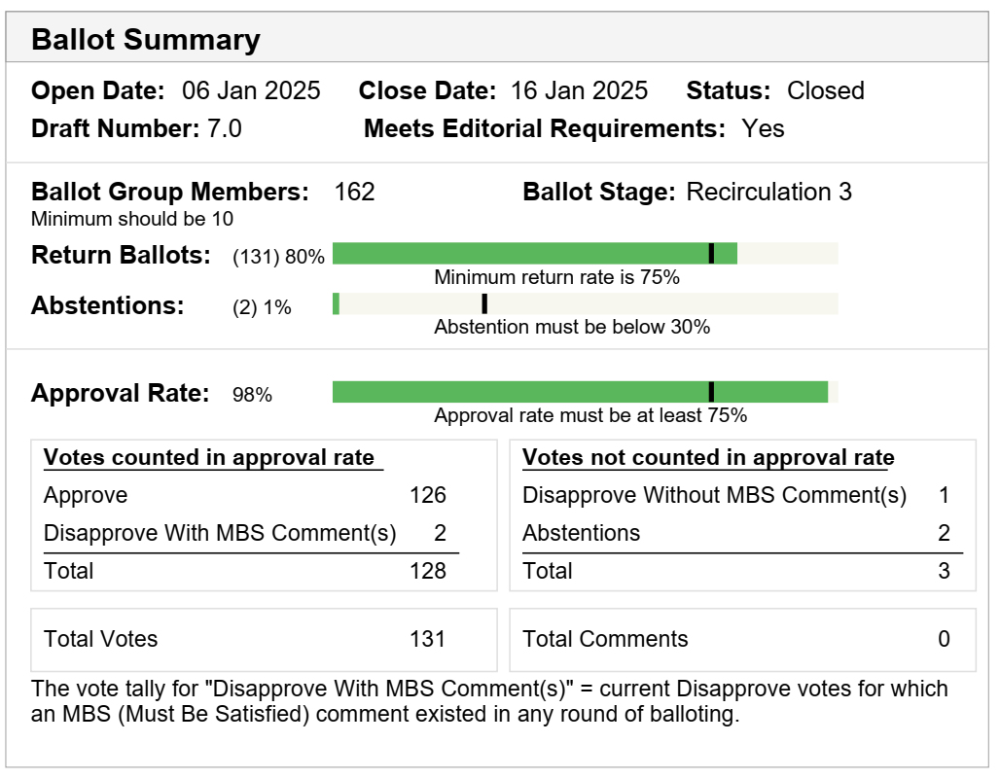 Ballot Summary
Open Date: 06 Jan 2025 Close Date: 16 Jan 2025 Status: Closed
Draft Number: 7.0 Meets Editorial Requirements: Yes
Ballot Group Members: 162 Ballot Stage: Recirculation 3
Minimum should be 10
Return Ballots: (131) 80%
Minimum return rate is 75%
Abstentions: (2) 1%
Abstention must be below 30%
Approval Rate: 98%
Approval rate must be at least 75%
Votes counted in approval rate
Approve 126
Disapprove With MBS Comment(s) 2
Total 128
Votes not counted in approval rate
Disapprove Without MBS Comment(s) 1
Abstentions 2
Total 3
Total Votes 131
Total Comments 0
The vote tally for "Disapprove With MBS Comment(s)" = current Disapprove votes for which
an MBS (Must Be Satisfied) comment existed in any round of balloting.